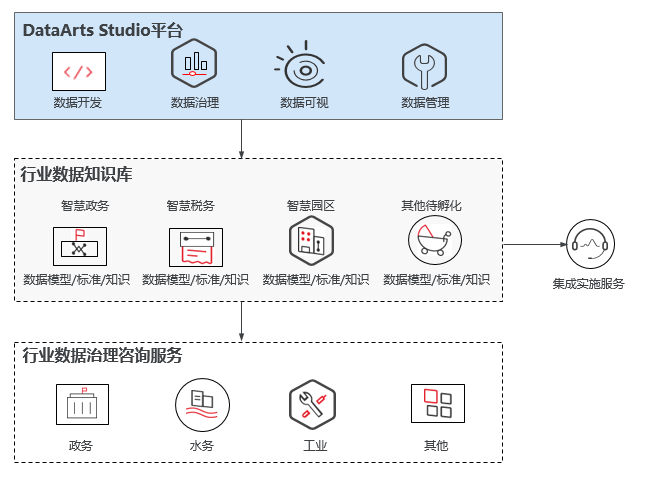 DataArts Studio平台
数据开发 数据治理 数据可视 数据管理
行业数据知识库
智慧政务 智慧税务 智慧园区 其他待孵化
数据模型/标准/知识 数据模型/标准/知识 数据模型/标准/知识 数据模型/标准/知识
集成实施服务
行业数据治理咨询服务
政务 水务 工业 其他